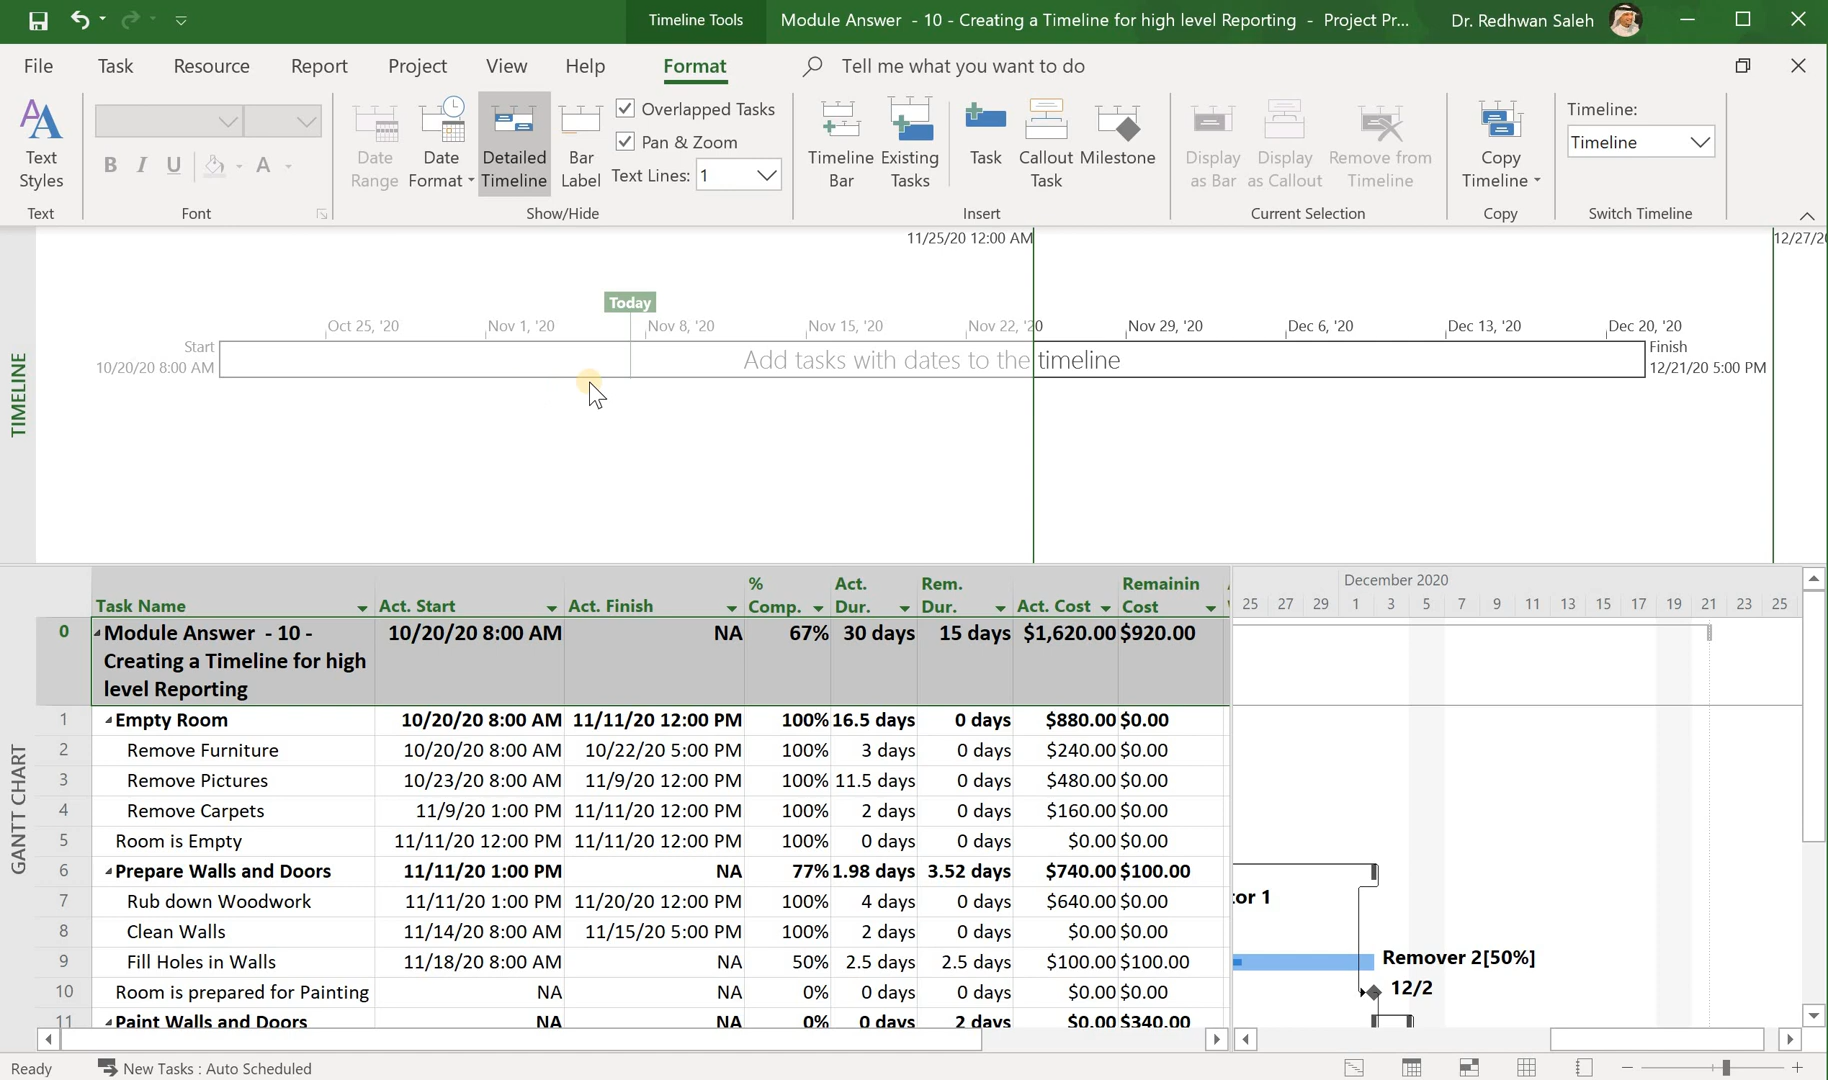 Timeline Tools
Module Answer - 10 - Creating a Timeline for high level Reporting - Project Pr...
Dr. Redhwan Saleh
File Task Resource Report Project View Help Format Tell me what you want to do
Text Styles
B I U A
Date Range
Date Format
Detailed Timeline
Bar Label
Overlapped Tasks
Pan & Zoom
Text Lines: 1
Timeline Bar
Existing Tasks
Task
Callout Task
Milestone
Display as Bar
Display as Callout
Remove from Timeline
Copy Timeline
Timeline:
Timeline
Text Font Show/Hide Insert Current Selection Copy Switch Timeline
TIMELINE
11/25/20 12:00 AM
12/27/2
Today
Oct 25, '20 Nov 1, '20 Nov 8, '20 Nov 15, '20 Nov 22, '20 Nov 29, '20 Dec 6, '20 Dec 13, '20 Dec 20, '20
Start
10/20/20 8:00 AM
Add tasks with dates to the timeline
Finish
12/21/20 5:00 PM
GANTT CHART
Task Name Act. Start Act. Finish % Comp. Act. Dur. Rem. Dur. Act. Cost Remainin Cost
December 2020
25 27 29 1 3 5 7 9 11 13 15 17 19 21 23 25
0 Module Answer - 10 - Creating a Timeline for high level Reporting 10/20/20 8:00 AM NA 67% 30 days 15 days $1,620.00 $920.00
1 Empty Room 10/20/20 8:00 AM 11/11/20 12:00 PM 100% 16.5 days 0 days $880.00 $0.00
2 Remove Furniture 10/20/20 8:00 AM 10/22/20 5:00 PM 100% 3 days 0 days $240.00 $0.00
3 Remove Pictures 10/23/20 8:00 AM 11/9/20 12:00 PM 100% 11.5 days 0 days $480.00 $0.00
4 Remove Carpets 11/9/20 1:00 PM 11/11/20 12:00 PM 100% 2 days 0 days $160.00 $0.00
5 Room is Empty 11/11/20 12:00 PM 11/11/20 12:00 PM 100% 0 days 0 days $0.00 $0.00
6 Prepare Walls and Doors 11/11/20 1:00 PM NA 77% 1.98 days 3.52 days $740.00 $100.00
7 Rub down Woodwork 11/11/20 1:00 PM 11/20/20 12:00 PM 100% 4 days 0 days $640.00 $0.00
8 Clean Walls 11/14/20 8:00 AM 11/15/20 5:00 PM 100% 2 days 0 days $0.00 $0.00
9 Fill Holes in Walls 11/18/20 8:00 AM NA 50% 2.5 days 2.5 days $100.00 $100.00
10 Room is prepared for Painting NA NA 0% 0 days 0 days $0.00 $0.00
11 Paint Walls and Doors NA NA 0% 0 days 2 days $0.00 $340.00
or 1
Remover 2[50%]
12/2
Ready New Tasks : Auto Scheduled